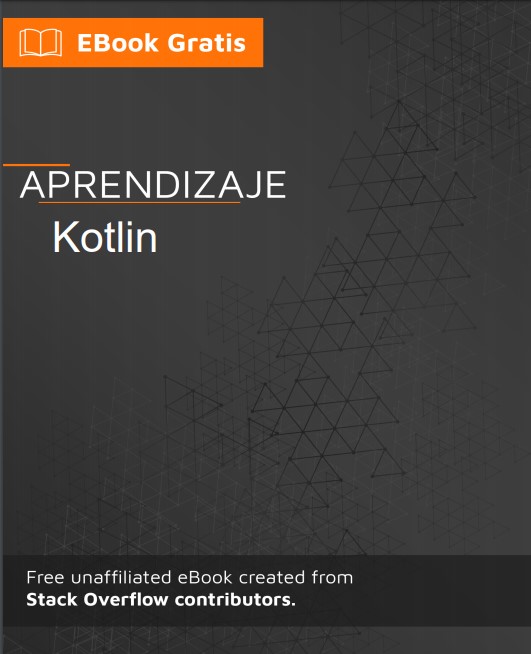 EBook Gratis
APRENDIZAJE
Kotlin
Free unaffiliated eBook created from
Stack Overflow contributors.